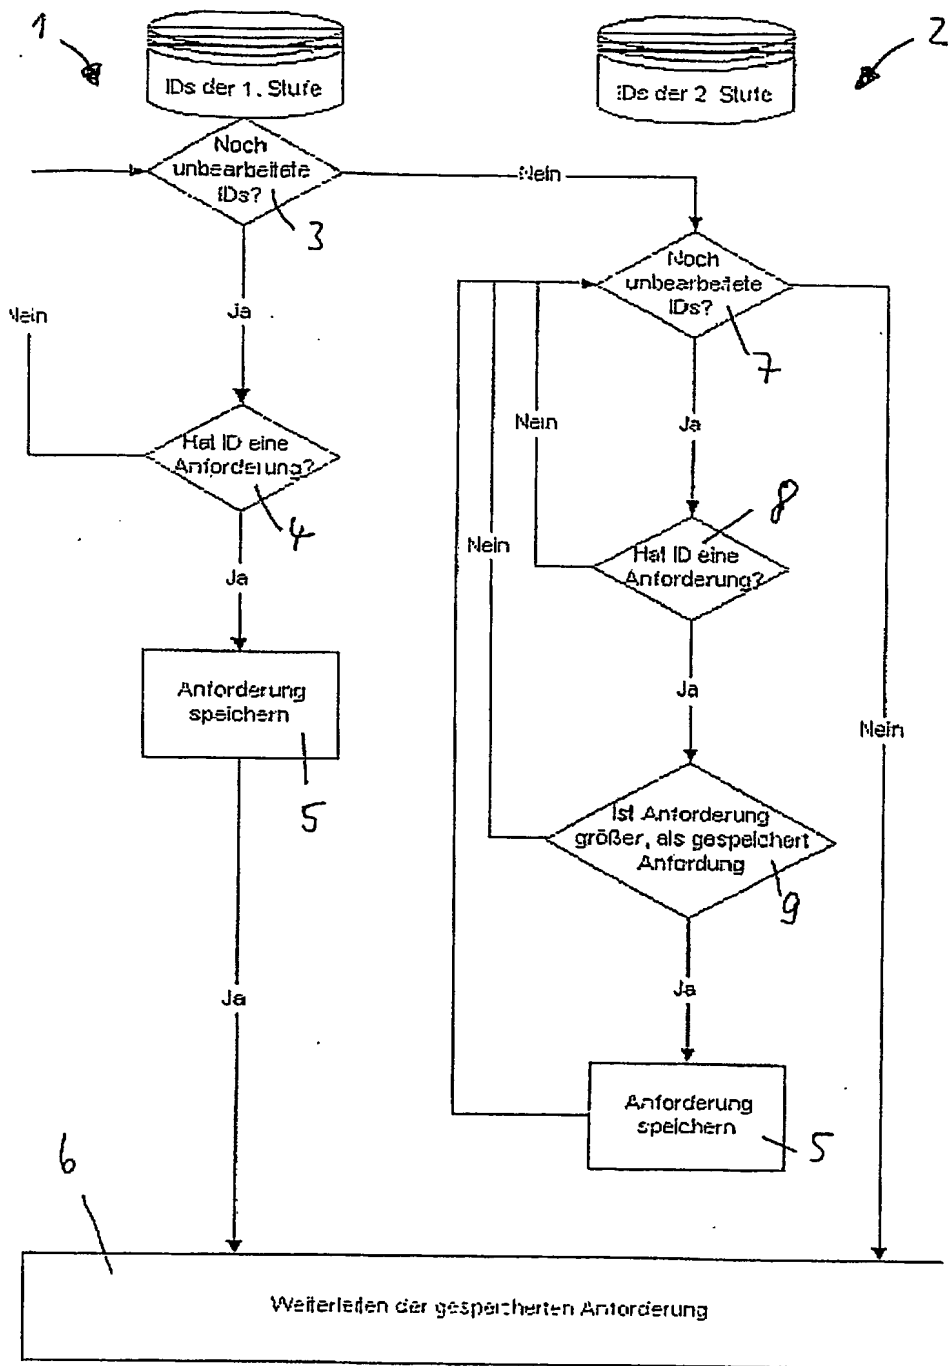 1
2
IDs der 1. Stufe
IDs der 2 Stufe
Noch
unbearbeitete
IDs?
3
Nein
Noch
unbearbeitete
IDs?
7
Ja
Nein
Nein
Ja
Hat ID eine
Anforderung?
4
Nein
8
Hat ID eine
Anforderung?
Ja
Ja
Anforderung
speichern
5
Nein
Ist Anforderung
größer, als gespeichert
Anfordung
9
Ja
Ja
Anforderung
speichern
5
6
Weiterleiten der gespeicherten Anforderung